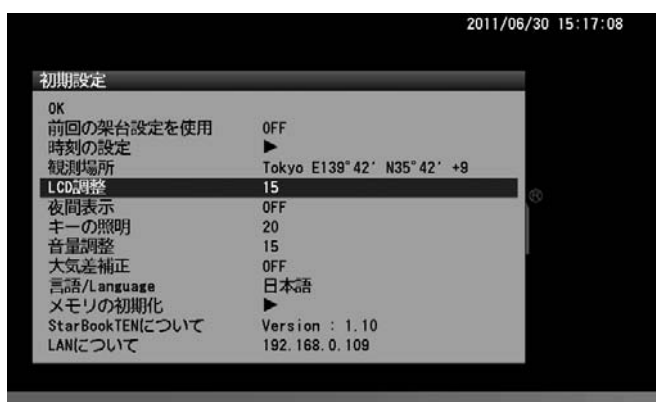 2011/06/30 15:17:08
初期設定
OK
前回の架台設定を使用 OFF
時刻の設定 ▶
観測場所 Tokyo E139°42′ N35°42′ +9
LCD調整 15
夜間表示 OFF
キーの照明 20
音量調整 15
大気差補正 OFF
言語/Language 日本語
メモリの初期化 ▶
StarBookTENについて Version : 1.10
LANについて 192.168.0.109
®